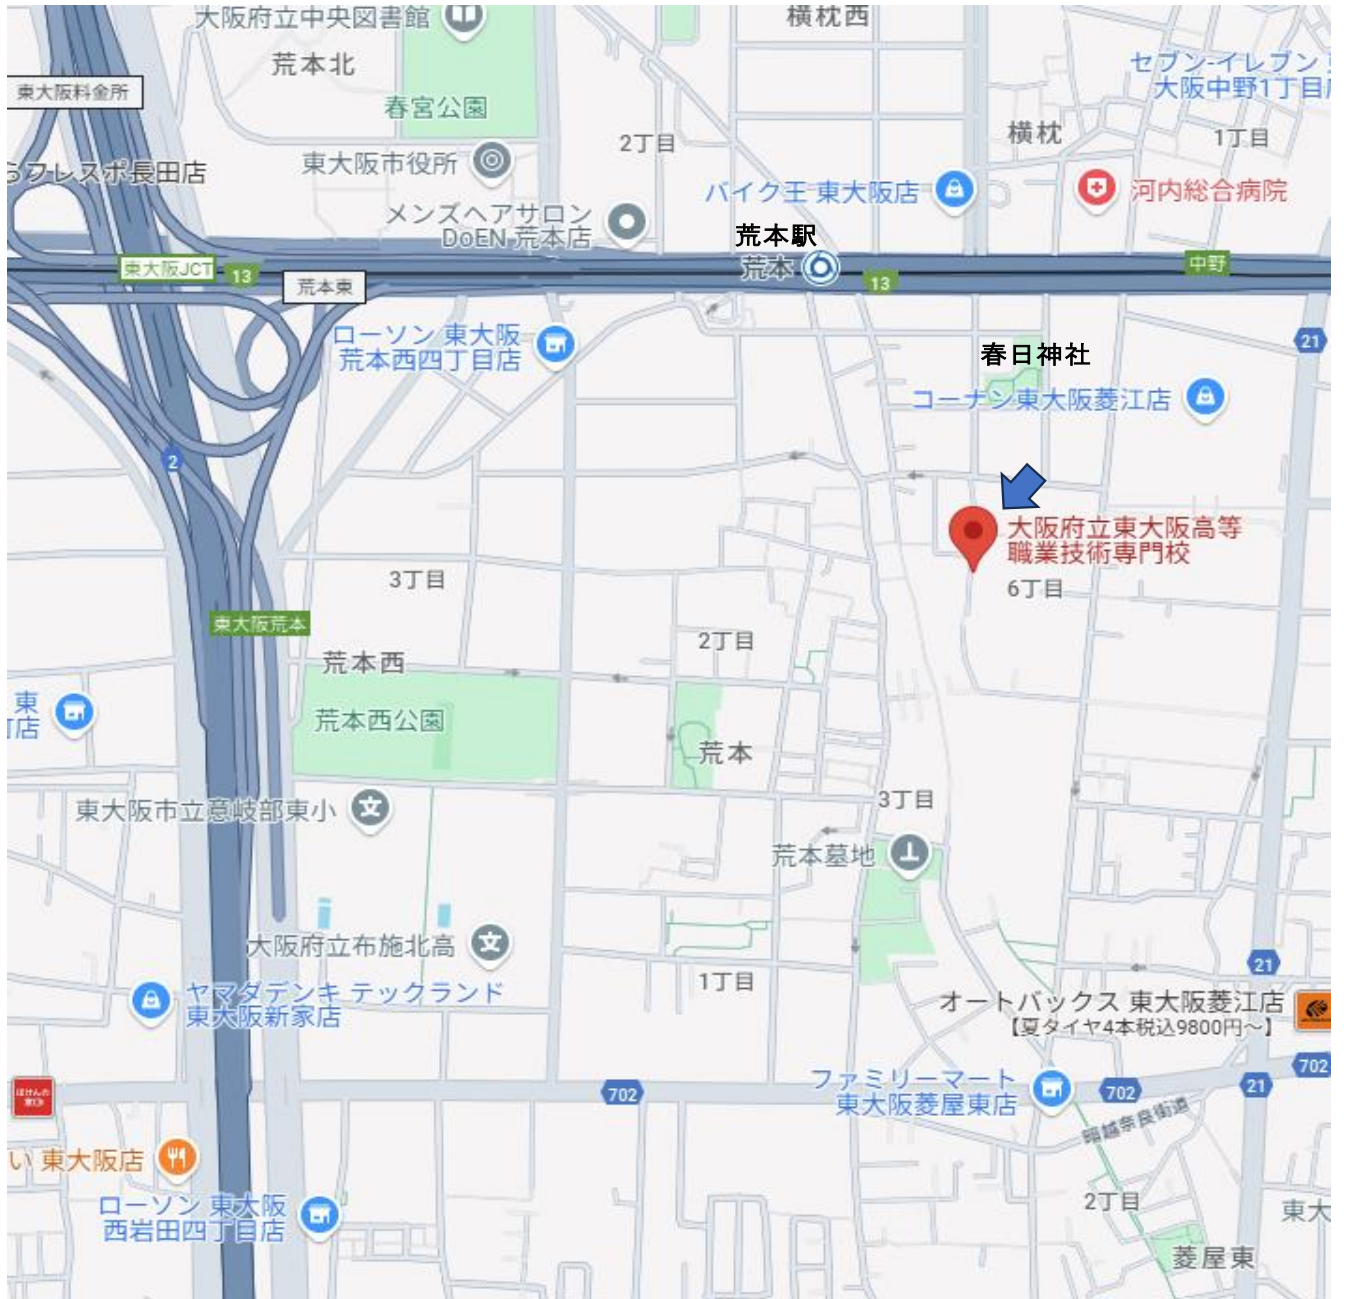 大阪府立中央図書館
横枕西
荒本北
セブン-イレブン
大阪中野1丁目
東大阪料金所
春宮公園
2丁目
横枕
1丁目
東大阪市役所
らフレスポ長田店
バイク王 東大阪店
河内総合病院
メンズヘアサロン
DoEN 荒本店
荒本駅
荒本
東大阪JCT
13
荒本東
13
中野
ローソン 東大阪
荒本西四丁目店
21
春日神社
コーナン東大阪菱江店
2
大阪府立東大阪高等
職業技術専門校
3丁目
6丁目
東大阪荒本
2丁目
荒本西
東
店
荒本西公園
荒本
東大阪市立意岐部東小
3丁目
荒本墓地
大阪府立布施北高
21
1丁目
ヤマダデンキ テックランド
東大阪新家店
オートバックス 東大阪菱江店
【夏タイヤ4本税込9800円~】
702
ファミリーマート
東大阪菱屋東店
702
21
702
暗越奈良街道
い 東大阪店
ローソン 東大阪
西岩田四丁目店
2丁目
東大
菱屋東